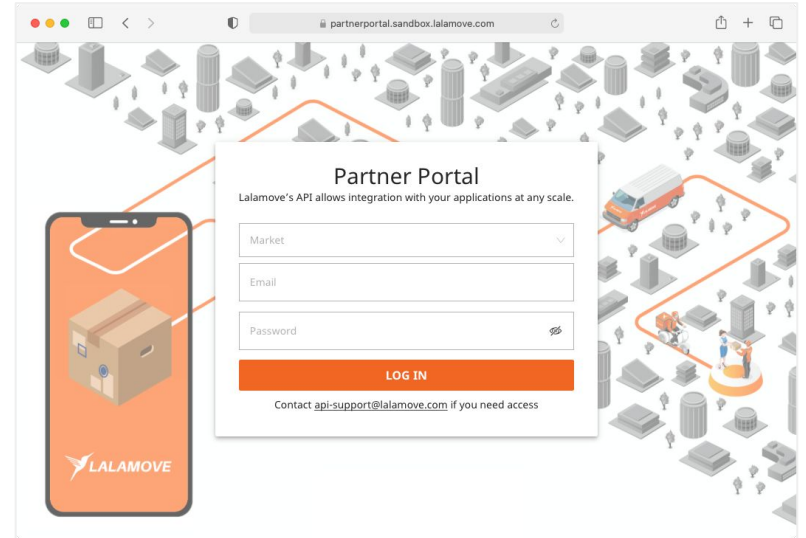 partnerportal.sandbox.lalamove.com
Partner Portal
Lalamove's API allows integration with your applications at any scale.
Market
Email
Password
LOG IN
Contact api-support@lalamove.com if you need access
LALAMOVE